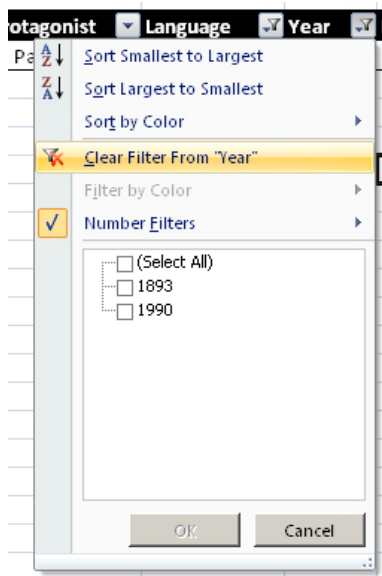 otagonist Language Year
Pa
Sort Smallest to Largest
Sort Largest to Smallest
Sort by Color
Clear Filter From "Year"
Filter by Color
Number Filters
(Select All)
1893
1990
OK Cancel